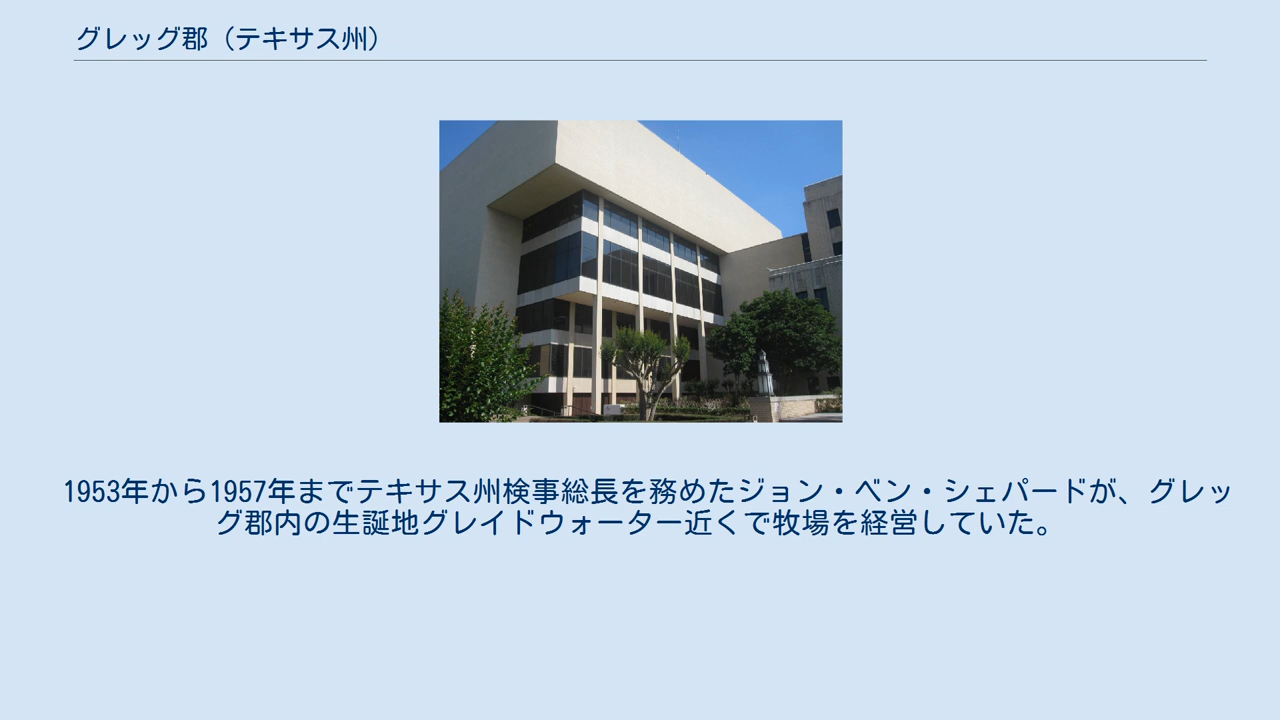 グレッグ郡（テキサス州）
1953年から1957年までテキサス州検事総長を務めたジョン・ベン・シェパードが、グレッ
グ郡内の生誕地グレイドウォーター近くで牧場を経営していた。